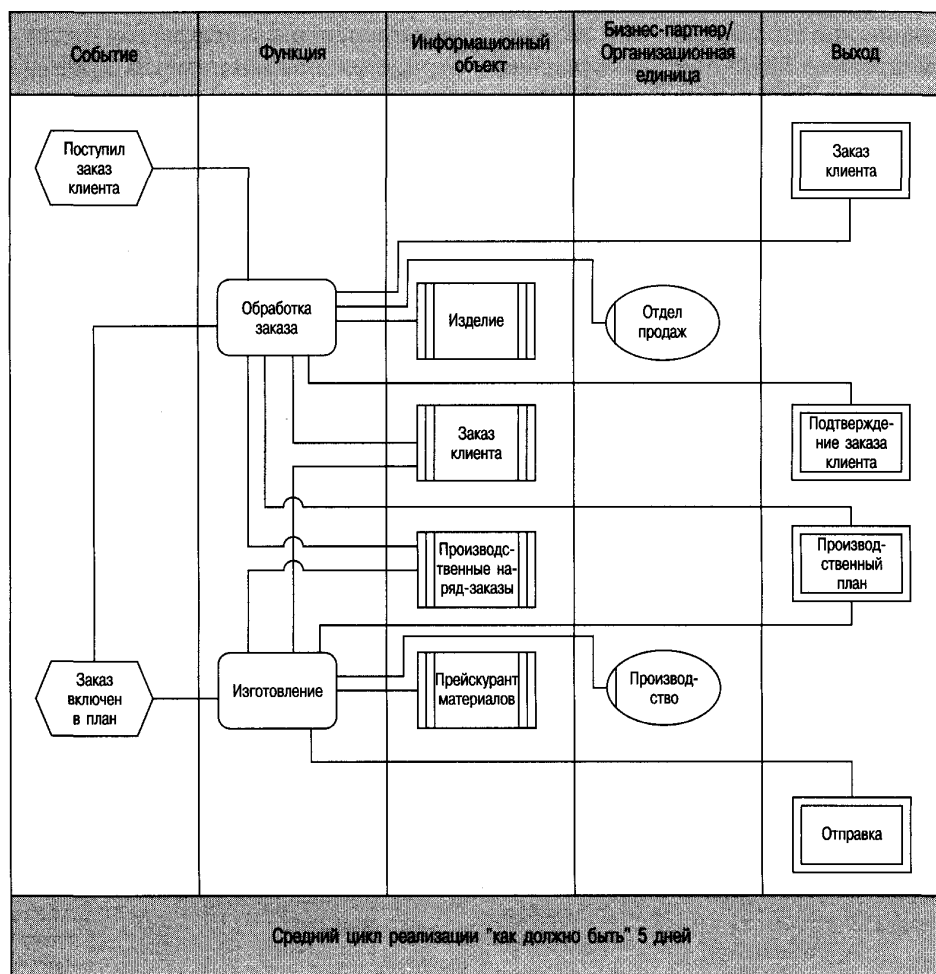 Событие
Функция
Информационный
объект
Бизнес-партнер/
Организационная
единица
Выход
Поступил
заказ
клиента
Заказ
клиента
Обработка
заказа
Изделие
Отдел
продаж
Заказ
клиента
Подтвержде-
ние заказа
клиента
Производс-
твенные на-
ряд-заказы
Производ-
ственный
план
Заказ
включен
в план
Изготовление
Прейскурант
материалов
Производ-
ство
Отправка
Средний цикл реализации "как должно быть" 5 дней